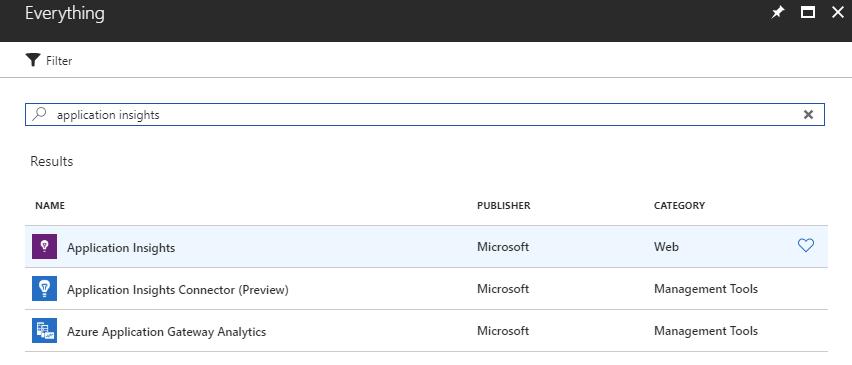 Everything
Filter
application insights
Results
NAME PUBLISHER CATEGORY
Application Insights Microsoft Web
Application Insights Connector (Preview) Microsoft Management Tools
Azure Application Gateway Analytics Microsoft Management Tools